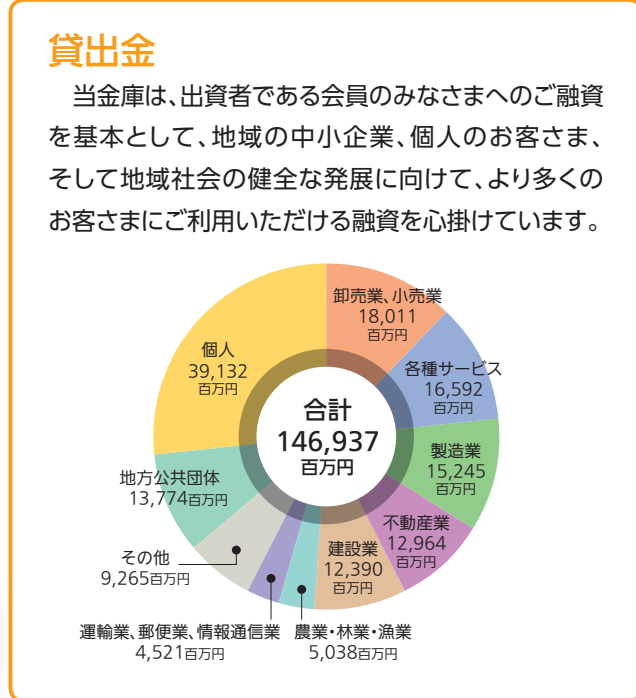 貸出金
　当金庫は、出資者である会員のみなさまへのご融資
を基本として、地域の中小企業、個人のお客さま、
そして地域社会の健全な発展に向けて、より多くの
お客さまにご利用いただける融資を心掛けています。
卸売業、小売業
18,011
百万円
各種サービス
16,592
百万円
製造業
15,245
百万円
不動産業
12,964
百万円
建設業
12,390
百万円
農業・林業・漁業
5,038百万円
運輸業、郵便業、情報通信業
4,521百万円
その他
9,265百万円
地方公共団体
13,774百万円
個人
39,132
百万円
合計
146,937
百万円